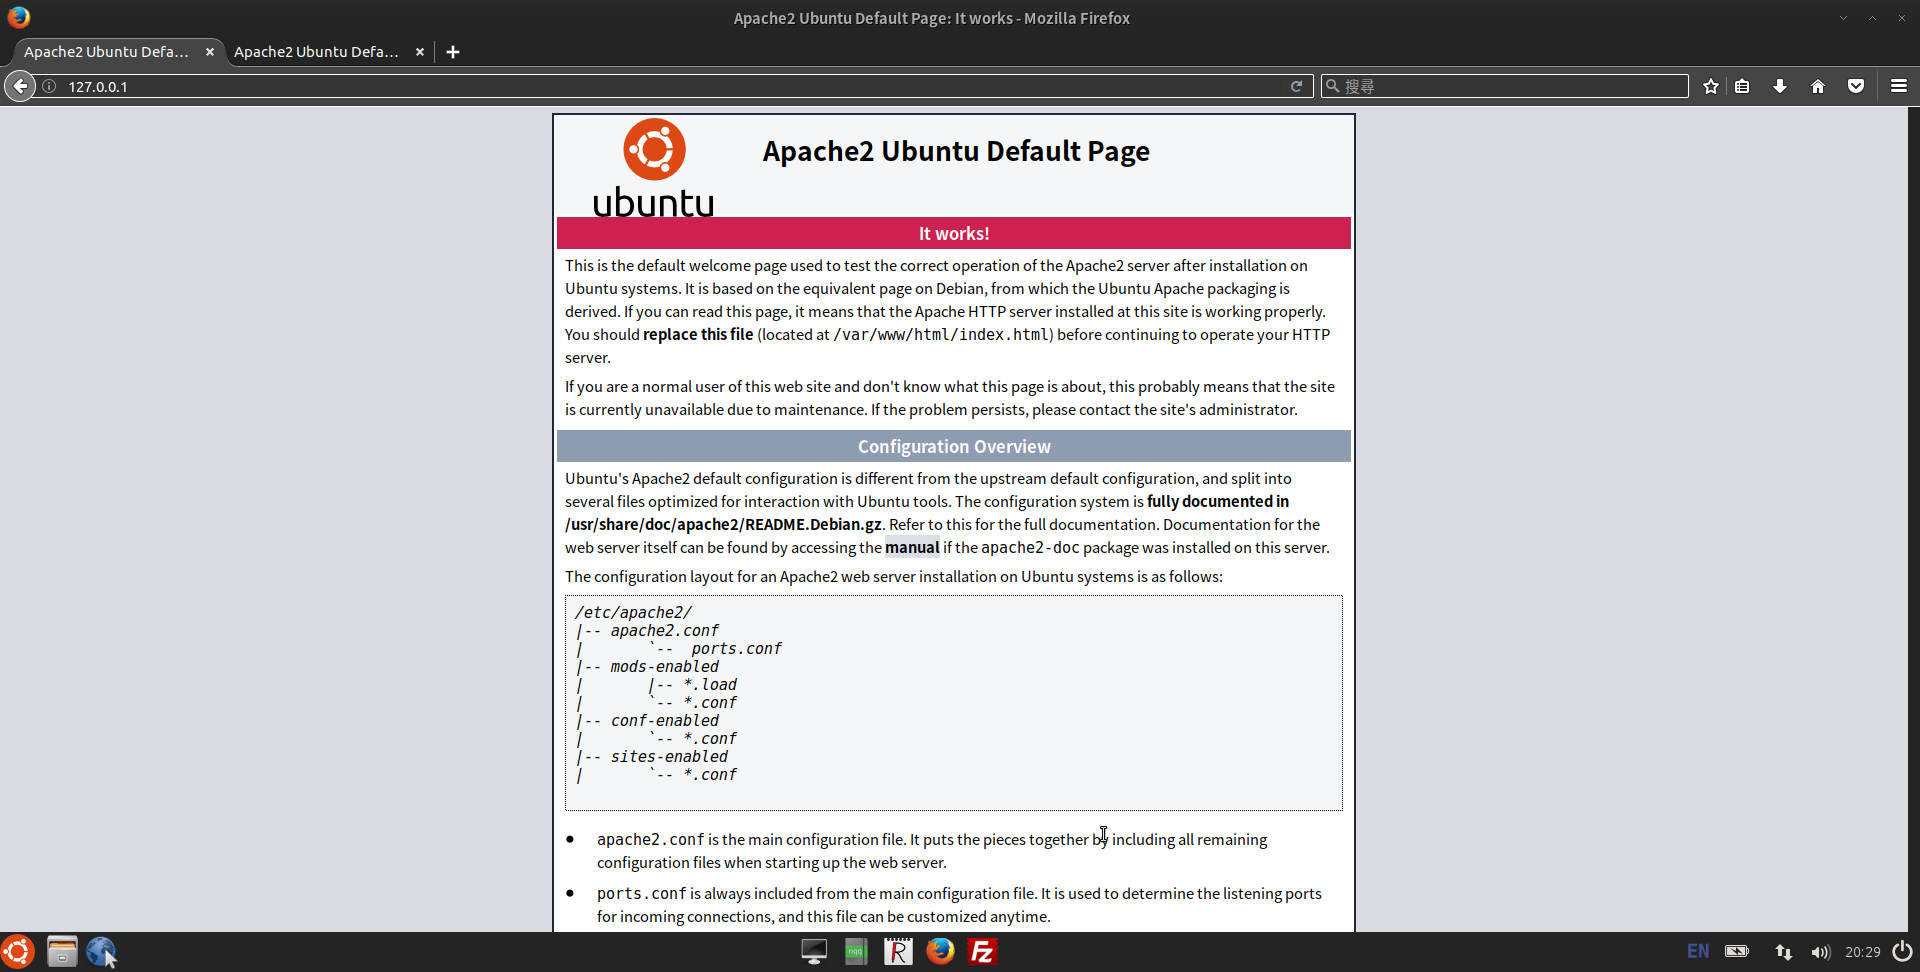 Apache2 Ubuntu Default Page: It works - Mozilla Firefox
Apache2 Ubuntu Defa...
Apache2 Ubuntu Defa...
127.0.0.1
搜尋
ubuntu
Apache2 Ubuntu Default Page
It works!
This is the default welcome page used to test the correct operation of the Apache2 server after installation on
Ubuntu systems. It is based on the equivalent page on Debian, from which the Ubuntu Apache packaging is
derived. If you can read this page, it means that the Apache HTTP server installed at this site is working properly.
You should replace this file (located at /var/www/html/index.html) before continuing to operate your HTTP
server.
If you are a normal user of this web site and don't know what this page is about, this probably means that the site
is currently unavailable due to maintenance. If the problem persists, please contact the site's administrator.
Configuration Overview
Ubuntu's Apache2 default configuration is different from the upstream default configuration, and split into
several files optimized for interaction with Ubuntu tools. The configuration system is fully documented in
/usr/share/doc/apache2/README.Debian.gz. Refer to this for the full documentation. Documentation for the
web server itself can be found by accessing the manual if the apache2-doc package was installed on this server.
The configuration layout for an Apache2 web server installation on Ubuntu systems is as follows:
/etc/apache2/
|-- apache2.conf
|       `--  ports.conf
|-- mods-enabled
|       |-- *.load
|       `-- *.conf
|-- conf-enabled
|       `-- *.conf
|-- sites-enabled
|       `-- *.conf
● apache2.conf is the main configuration file. It puts the pieces together by including all remaining
configuration files when starting up the web server.
● ports.conf is always included from the main configuration file. It is used to determine the listening ports
for incoming connections, and this file can be customized anytime.
nqq
R
Fz
EN
20:29